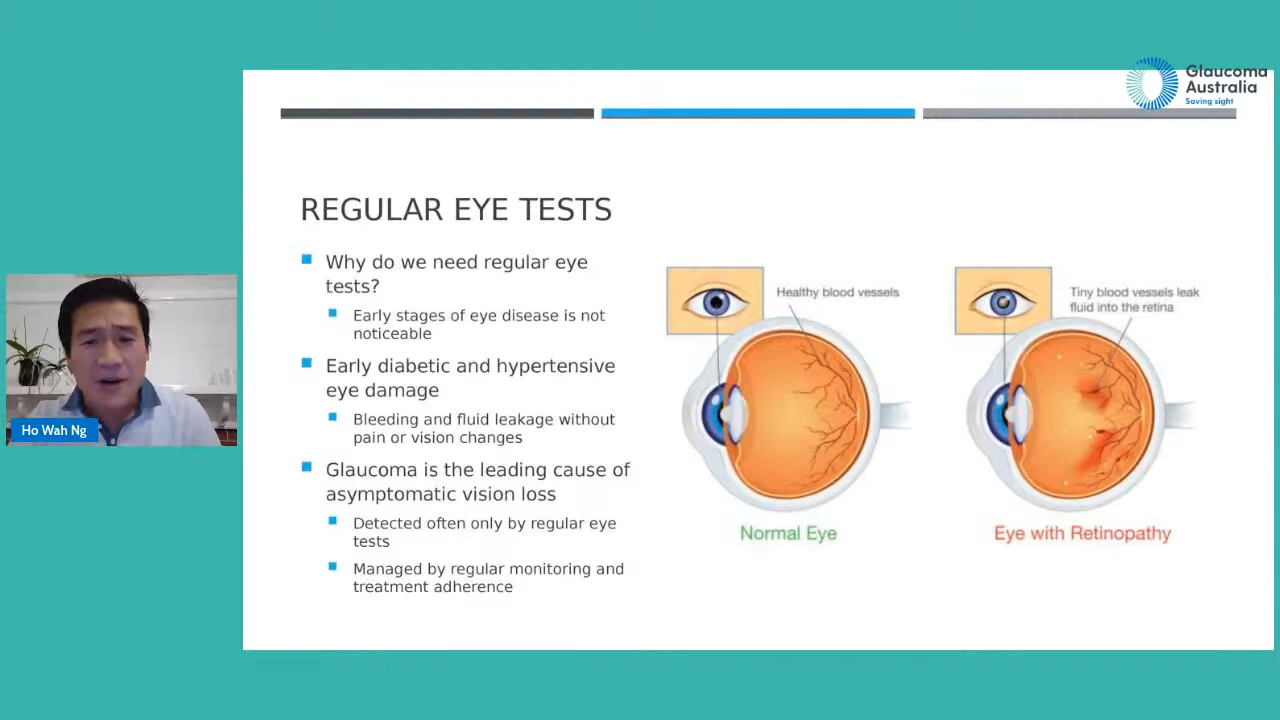 Glaucoma
Australia
Saving sight
REGULAR EYE TESTS
Why do we need regular eye
tests?
Early stages of eye disease is not
noticeable
Early diabetic and hypertensive
eye damage
Bleeding and fluid leakage without
pain or vision changes
Glaucoma is the leading cause of
asymptomatic vision loss
Detected often only by regular eye
tests
Managed by regular monitoring and
treatment adherence
Healthy blood vessels
Normal Eye
Tiny blood vessels leak
fluid into the retina
Eye with Retinopathy
Ho Wah Ng